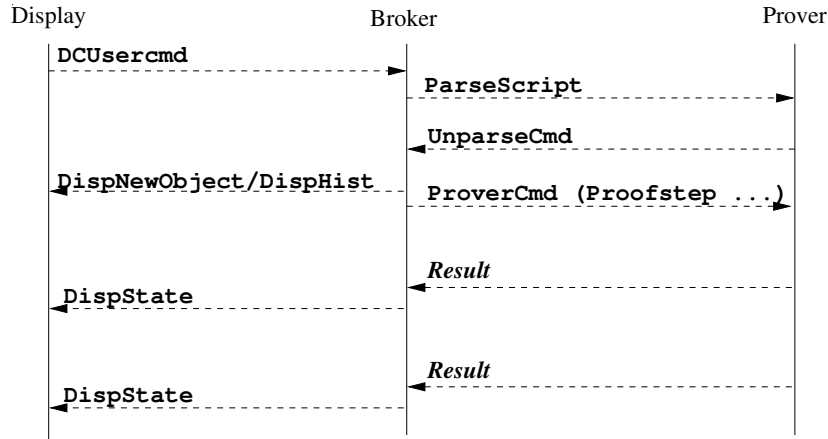 Display Broker Prover
DCUsercmd
ParseScript
UnparseCmd
DispNewObject/DispHist
ProverCmd (Proofstep ...)
Result
DispState
Result
DispState